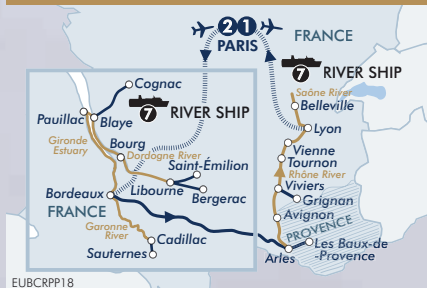 2 1
PARIS
FRANCE
7 RIVER SHIP
Saône River
Belleville
Lyon
Cognac
7 RIVER SHIP
Pauillac
Blaye
Gironde
Estuary
Bourg
Dordogne River
Saint-Émilion
Libourne
Bergerac
Bordeaux
FRANCE
Garonne
River
Cadillac
Sauternes
Vienne
Tournon
Rhône River
Viviers
Grignan
Avignon
PROVENCE
Les Baux-de
-Provence
Arles
EUBCRPP18